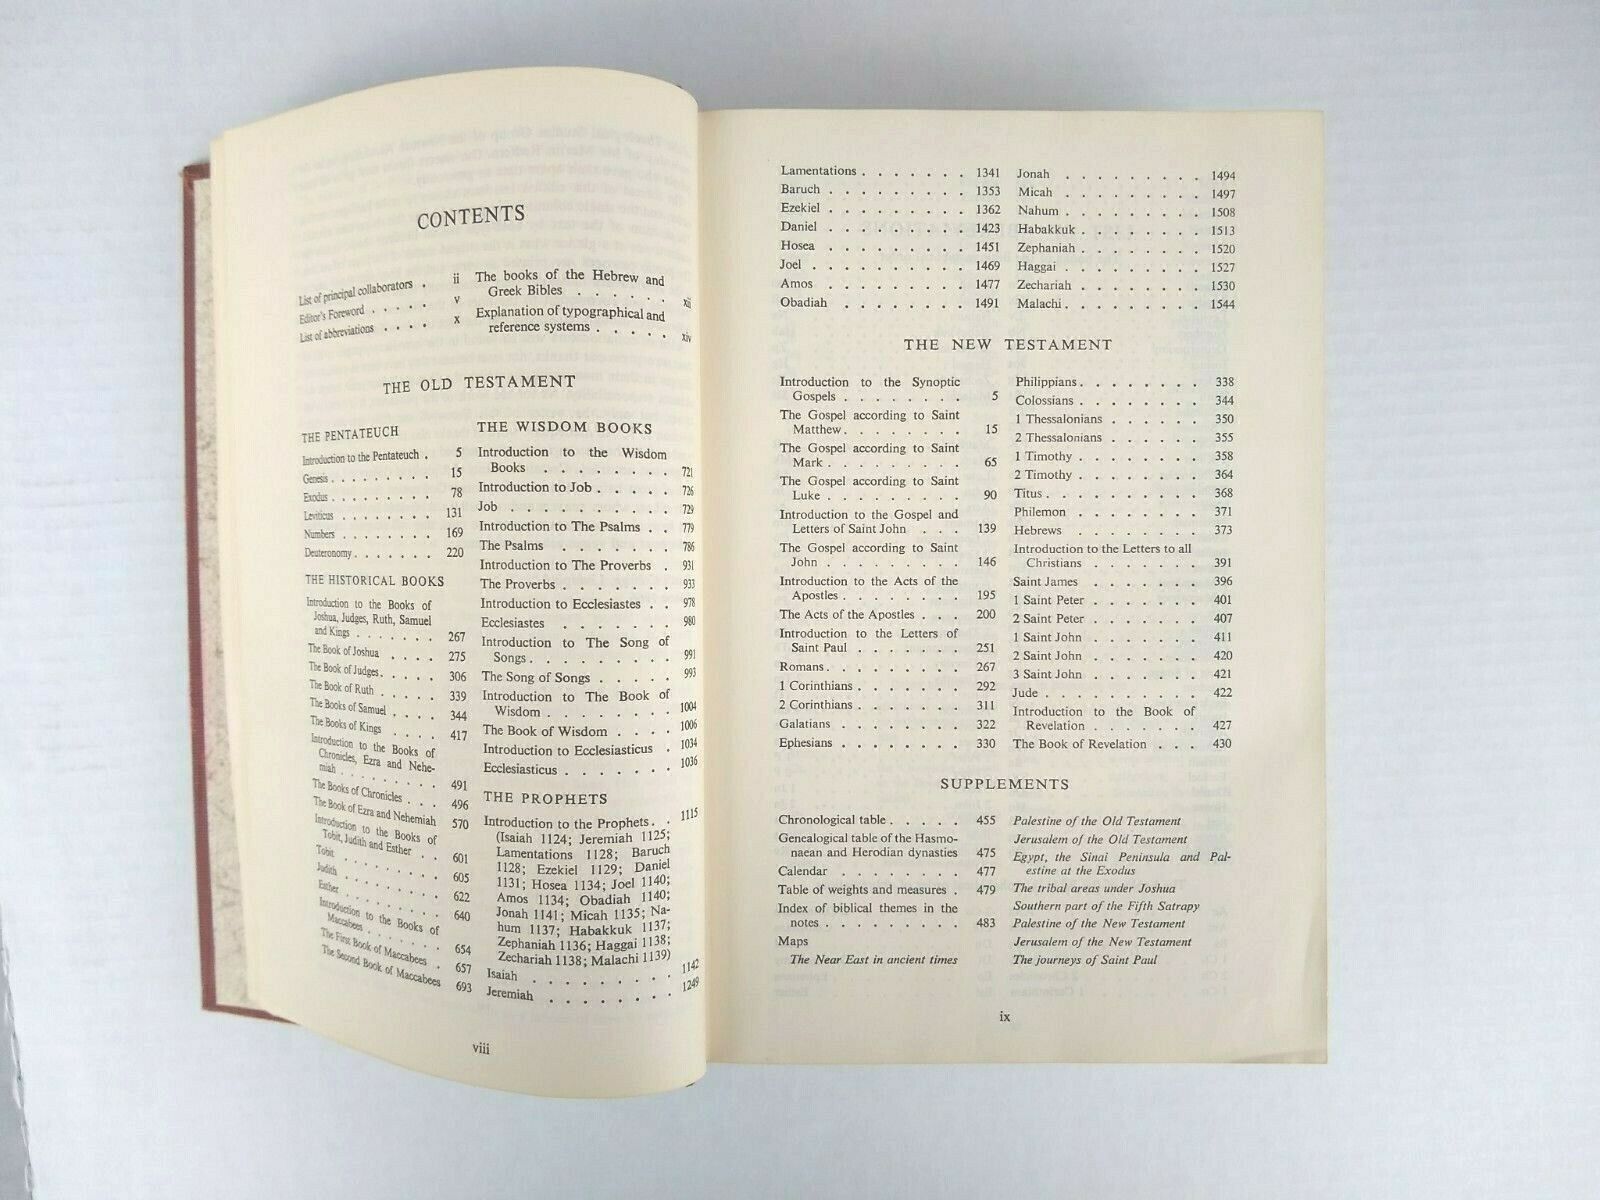 CONTENTS
List of principal collaborators . ii
Editor's Foreword . . . . . v
List of abbreviations . . . . x
The books of the Hebrew and
Greek Bibles . . . . . . xii
Explanation of typographical and
reference systems . . . . . xiv
THE OLD TESTAMENT
THE PENTATEUCH
Introduction to the Pentateuch . 5
Genesis . . . . . . . . 15
Exodus . . . . . . . . 78
Leviticus . . . . . . . . 131
Numbers . . . . . . . . 169
Deuteronomy . . . . . . . 220
THE HISTORICAL BOOKS
Introduction to the Books of
Joshua, Judges, Ruth, Samuel
and Kings . . . . . . . 267
The Book of Joshua . . . . 275
The Book of Judges . . . . . 306
The Book of Ruth . . . . . 339
The Books of Samuel . . . . 344
The Books of Kings . . . . . 417
Introduction to the Books of
Chronicles, Ezra and Nehe-
miah . . . . . . . . . 491
The Books of Chronicles . . . 496
The Book of Ezra and Nehemiah 570
Introduction to the Books of
Tobit, Judith and Esther . . 601
Tobit . . . . . . . . . 605
Judith . . . . . . . . . 622
Esther . . . . . . . . . 640
Introduction to the Books of
Maccabees . . . . . . . 654
The First Book of Maccabees . 657
The Second Book of Maccabees 693
THE WISDOM BOOKS
Introduction to the Wisdom
Books . . . . . . . . 721
Introduction to Job . . . . . 726
Job . . . . . . . . . 729
Introduction to The Psalms . . 779
The Psalms . . . . . . . 786
Introduction to The Proverbs . 931
The Proverbs . . . . . . . 933
Introduction to Ecclesiastes . . 978
Ecclesiastes . . . . . . . 980
Introduction to The Song of
Songs . . . . . . . . . 991
The Song of Songs . . . . . 993
Introduction to The Book of
Wisdom . . . . . . . . 1004
The Book of Wisdom . . . . 1006
Introduction to Ecclesiasticus . 1034
Ecclesiasticus . . . . . . . 1036
THE PROPHETS
Introduction to the Prophets . . 1115
(Isaiah 1124; Jeremiah 1125;
Lamentations 1128; Baruch
1128; Ezekiel 1129; Daniel
1131; Hosea 1134; Joel 1140;
Amos 1134; Obadiah 1140;
Jonah 1141; Micah 1135; Na-
hum 1137; Habakkuk 1137;
Zephaniah 1136; Haggai 1138;
Zechariah 1138; Malachi 1139)
Isaiah . . . . . . . . . 1142
Jeremiah . . . . . . . . 1249
viii
Lamentations . . . . . . . 1341
Baruch . . . . . . . . . 1353
Ezekiel . . . . . . . . . 1362
Daniel . . . . . . . . . 1423
Hosea . . . . . . . . . 1451
Joel . . . . . . . . . . 1469
Amos . . . . . . . . . 1477
Obadiah . . . . . . . . 1491
Jonah . . . . . . . . . 1494
Micah . . . . . . . . . 1497
Nahum . . . . . . . . . 1508
Habakkuk . . . . . . . . 1513
Zephaniah . . . . . . . . 1520
Haggai . . . . . . . . . 1527
Zechariah . . . . . . . . 1530
Malachi . . . . . . . . . 1544
THE NEW TESTAMENT
Introduction to the Synoptic
Gospels . . . . . . . . 5
The Gospel according to Saint
Matthew . . . . . . . . 15
The Gospel according to Saint
Mark . . . . . . . . . 65
The Gospel according to Saint
Luke . . . . . . . . . 90
Introduction to the Gospel and
Letters of Saint John . . . 139
The Gospel according to Saint
John . . . . . . . . . 146
Introduction to the Acts of the
Apostles . . . . . . . . 195
The Acts of the Apostles . . . 200
Introduction to the Letters of
Saint Paul . . . . . . . 251
Romans . . . . . . . . . 267
1 Corinthians . . . . . . . 292
2 Corinthians . . . . . . . 311
Galatians . . . . . . . . 322
Ephesians . . . . . . . . 330
Philippians . . . . . . . . 338
Colossians . . . . . . . . 344
1 Thessalonians . . . . . . 350
2 Thessalonians . . . . . . 355
1 Timothy . . . . . . . . 358
2 Timothy . . . . . . . . 364
Titus . . . . . . . . . . 368
Philemon . . . . . . . . 371
Hebrews . . . . . . . . 373
Introduction to the Letters to all
Christians . . . . . . . 391
Saint James . . . . . . . 396
1 Saint Peter . . . . . . . 401
2 Saint Peter . . . . . . . 407
1 Saint John . . . . . . . 411
2 Saint John . . . . . . . 420
3 Saint John . . . . . . . 421
Jude . . . . . . . . . . 422
Introduction to the Book of
Revelation . . . . . . . 427
The Book of Revelation . . . 430
SUPPLEMENTS
Chronological table . . . . . 455
Genealogical table of the Hasmo-
naean and Herodian dynasties 475
Calendar . . . . . . . . 477
Table of weights and measures . 479
Index of biblical themes in the
notes . . . . . . . . . 483
Maps
The Near East in ancient times
Palestine of the Old Testament
Jerusalem of the Old Testament
Egypt, the Sinai Peninsula and Pal-
estine at the Exodus
The tribal areas under Joshua
Southern part of the Fifth Satrapy
Palestine of the New Testament
Jerusalem of the New Testament
The journeys of Saint Paul
ix